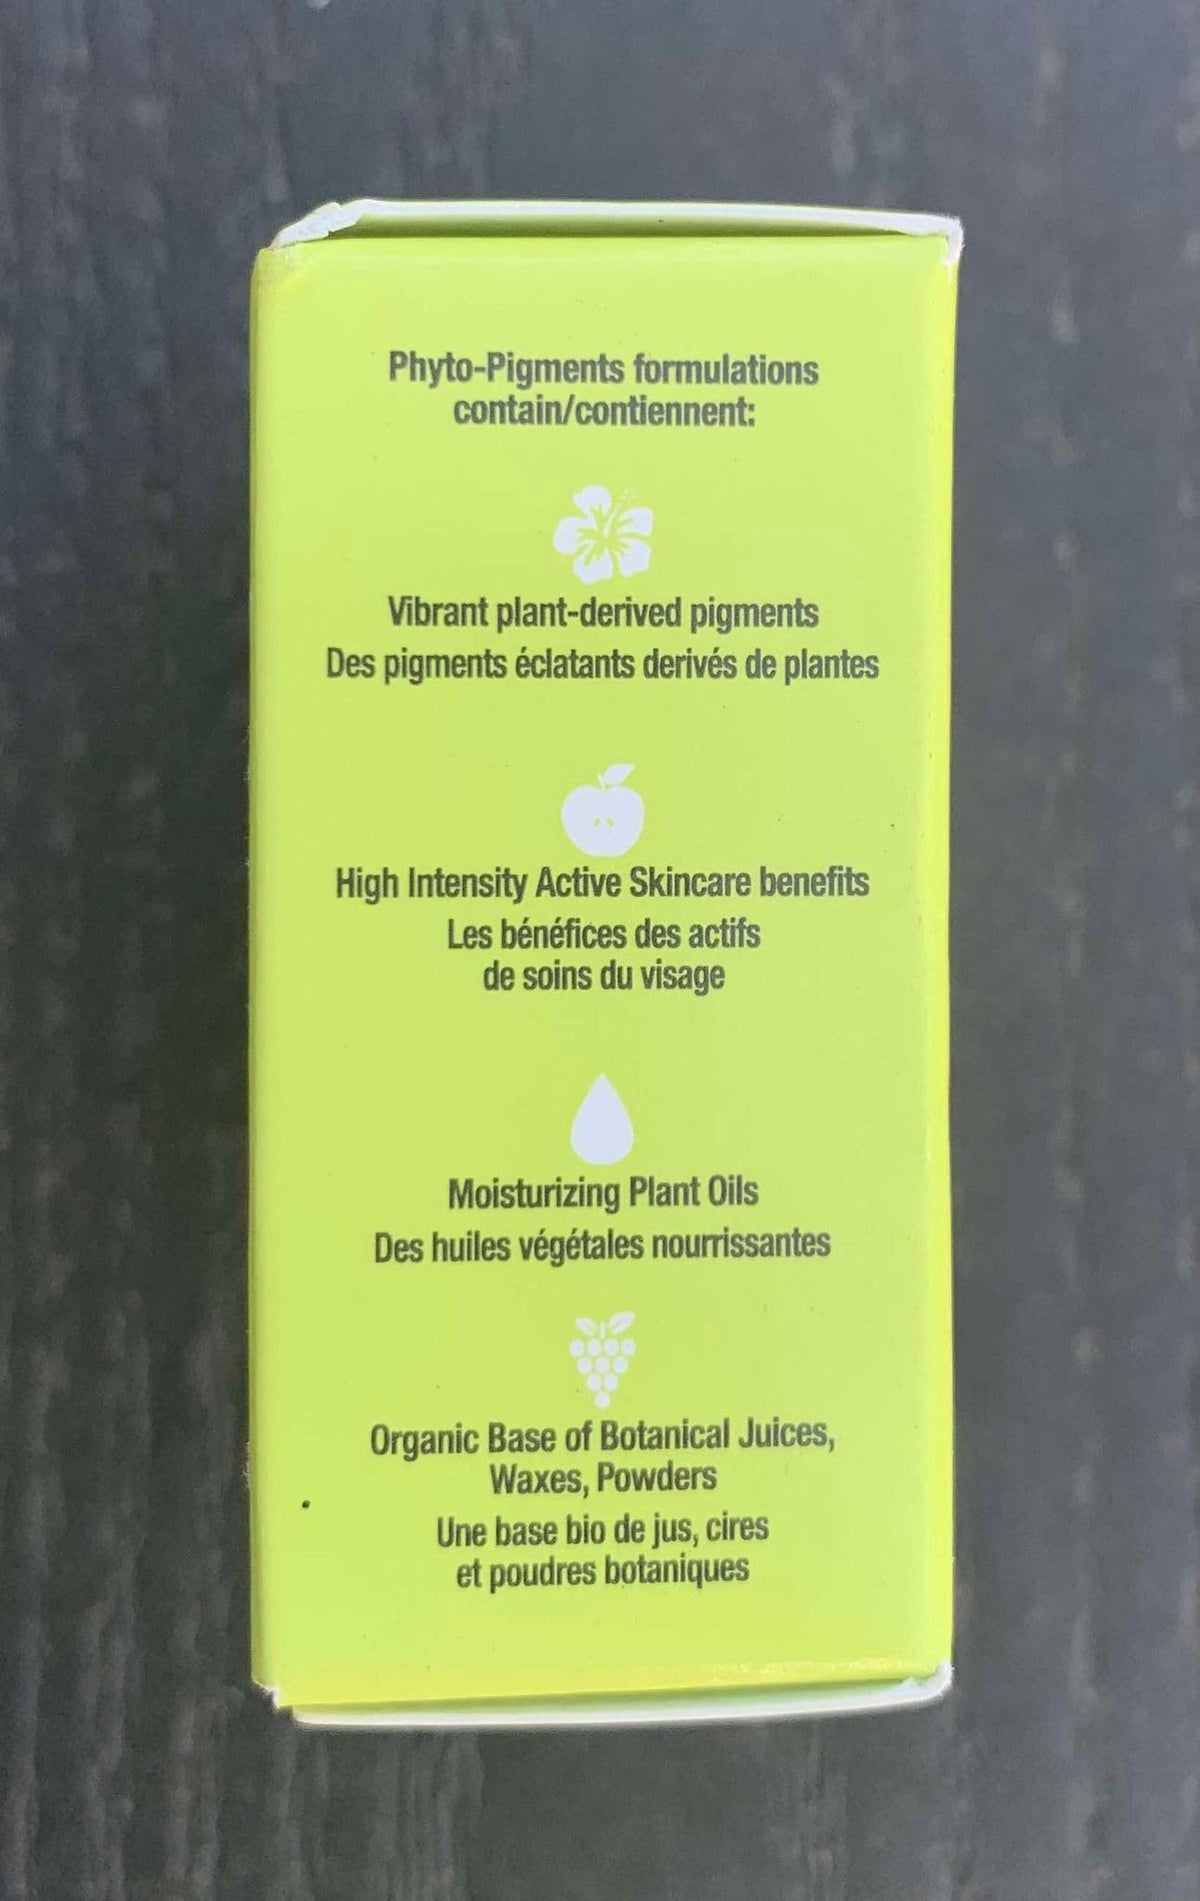 Phyto-Pigments formulations
contain/contiennent:
Vibrant plant-derived pigments
Des pigments éclatants derivés de plantes
High Intensity Active Skincare benefits
Les bénéfices des actifs
de soins du visage
Moisturizing Plant Oils
Des huiles végétales nourrissantes
Organic Base of Botanical Juices,
Waxes, Powders
Une base bio de jus, cires
et poudres botaniques